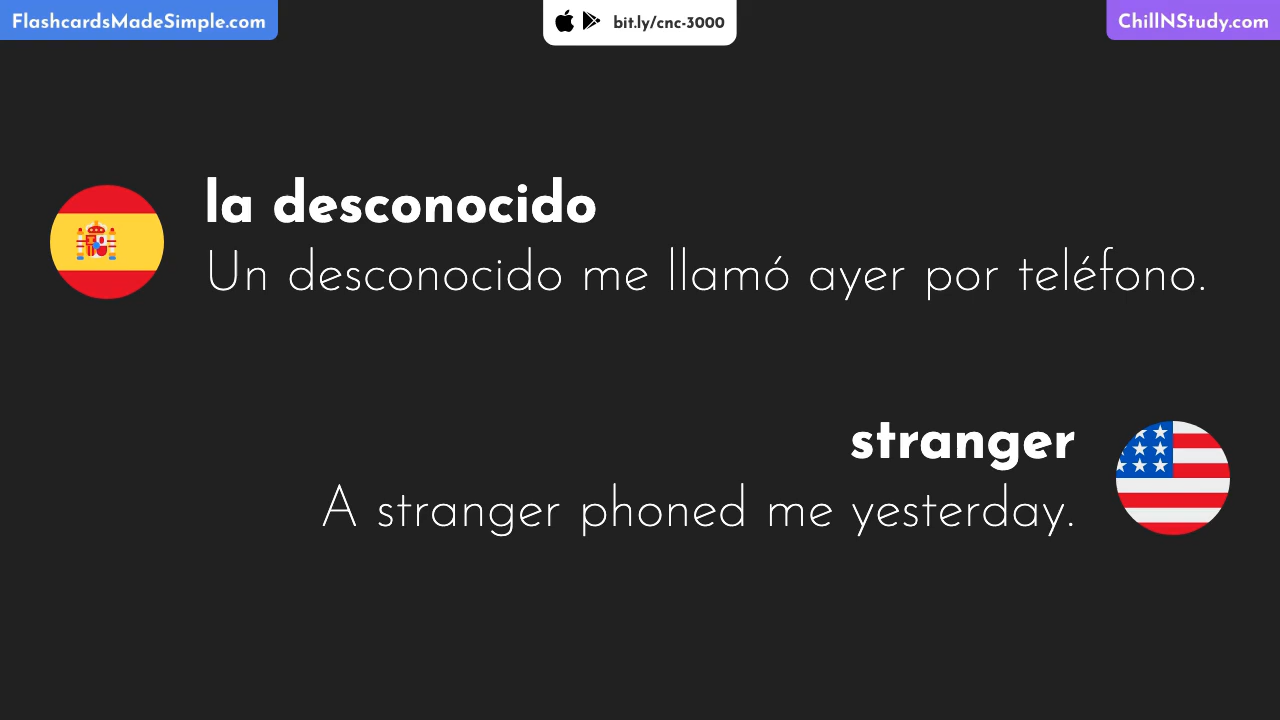 FlashcardsMadeSimple.com
bit.ly/cnc-3000
ChillNStudy.com
la desconocido
Un desconocido me llamó ayer por teléfono.
stranger
A stranger phoned me yesterday.